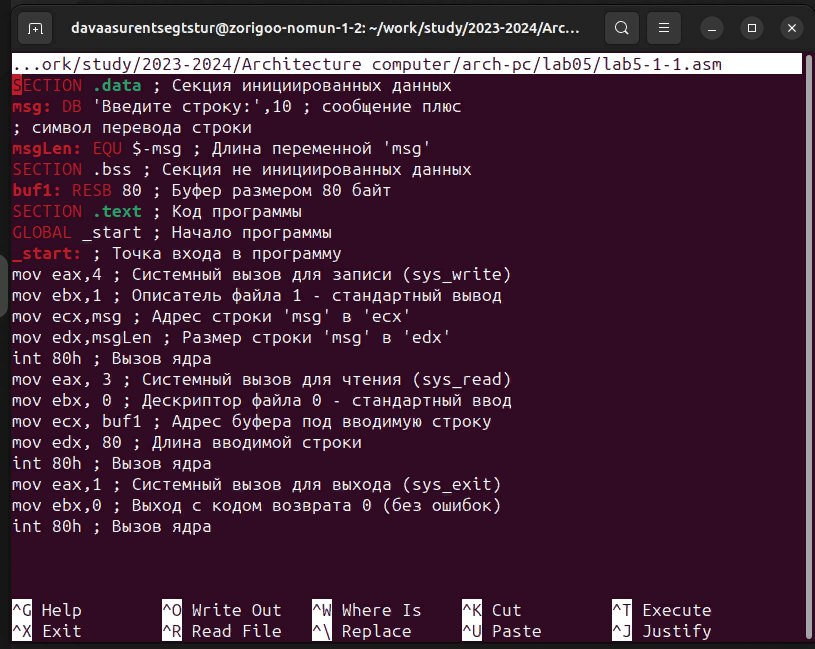 davaasurentsegtstur@zorigoo-nomun-1-2: ~/work/study/2023-2024/Arc...
...ork/study/2023-2024/Architecture computer/arch-pc/lab05/lab5-1-1.asm
SECTION .data ; Секция инициированных данных
msg: DB 'Введите строку:',10 ; сообщение плюс
; символ перевода строки
msgLen: EQU $-msg ; Длина переменной 'msg'
SECTION .bss ; Секция не инициированных данных
buf1: RESB 80 ; Буфер размером 80 байт
SECTION .text ; Код программы
GLOBAL _start ; Начало программы
_start: ; Точка входа в программу
mov eax,4 ; Системный вызов для записи (sys_write)
mov ebx,1 ; Описатель файла 1 - стандартный вывод
mov ecx,msg ; Адрес строки 'msg' в 'ecx'
mov edx,msgLen ; Размер строки 'msg' в 'edx'
int 80h ; Вызов ядра
mov eax, 3 ; Системный вызов для чтения (sys_read)
mov ebx, 0 ; Дескриптор файла 0 - стандартный ввод
mov ecx, buf1 ; Адрес буфера под вводимую строку
mov edx, 80 ; Длина вводимой строки
int 80h ; Вызов ядра
mov eax,1 ; Системный вызов для выхода (sys_exit)
mov ebx,0 ; Выход с кодом возврата 0 (без ошибок)
int 80h ; Вызов ядра
^G Help ^O Write Out ^W Where Is ^K Cut ^T Execute
^X Exit ^R Read File ^\ Replace ^U Paste ^J Justify